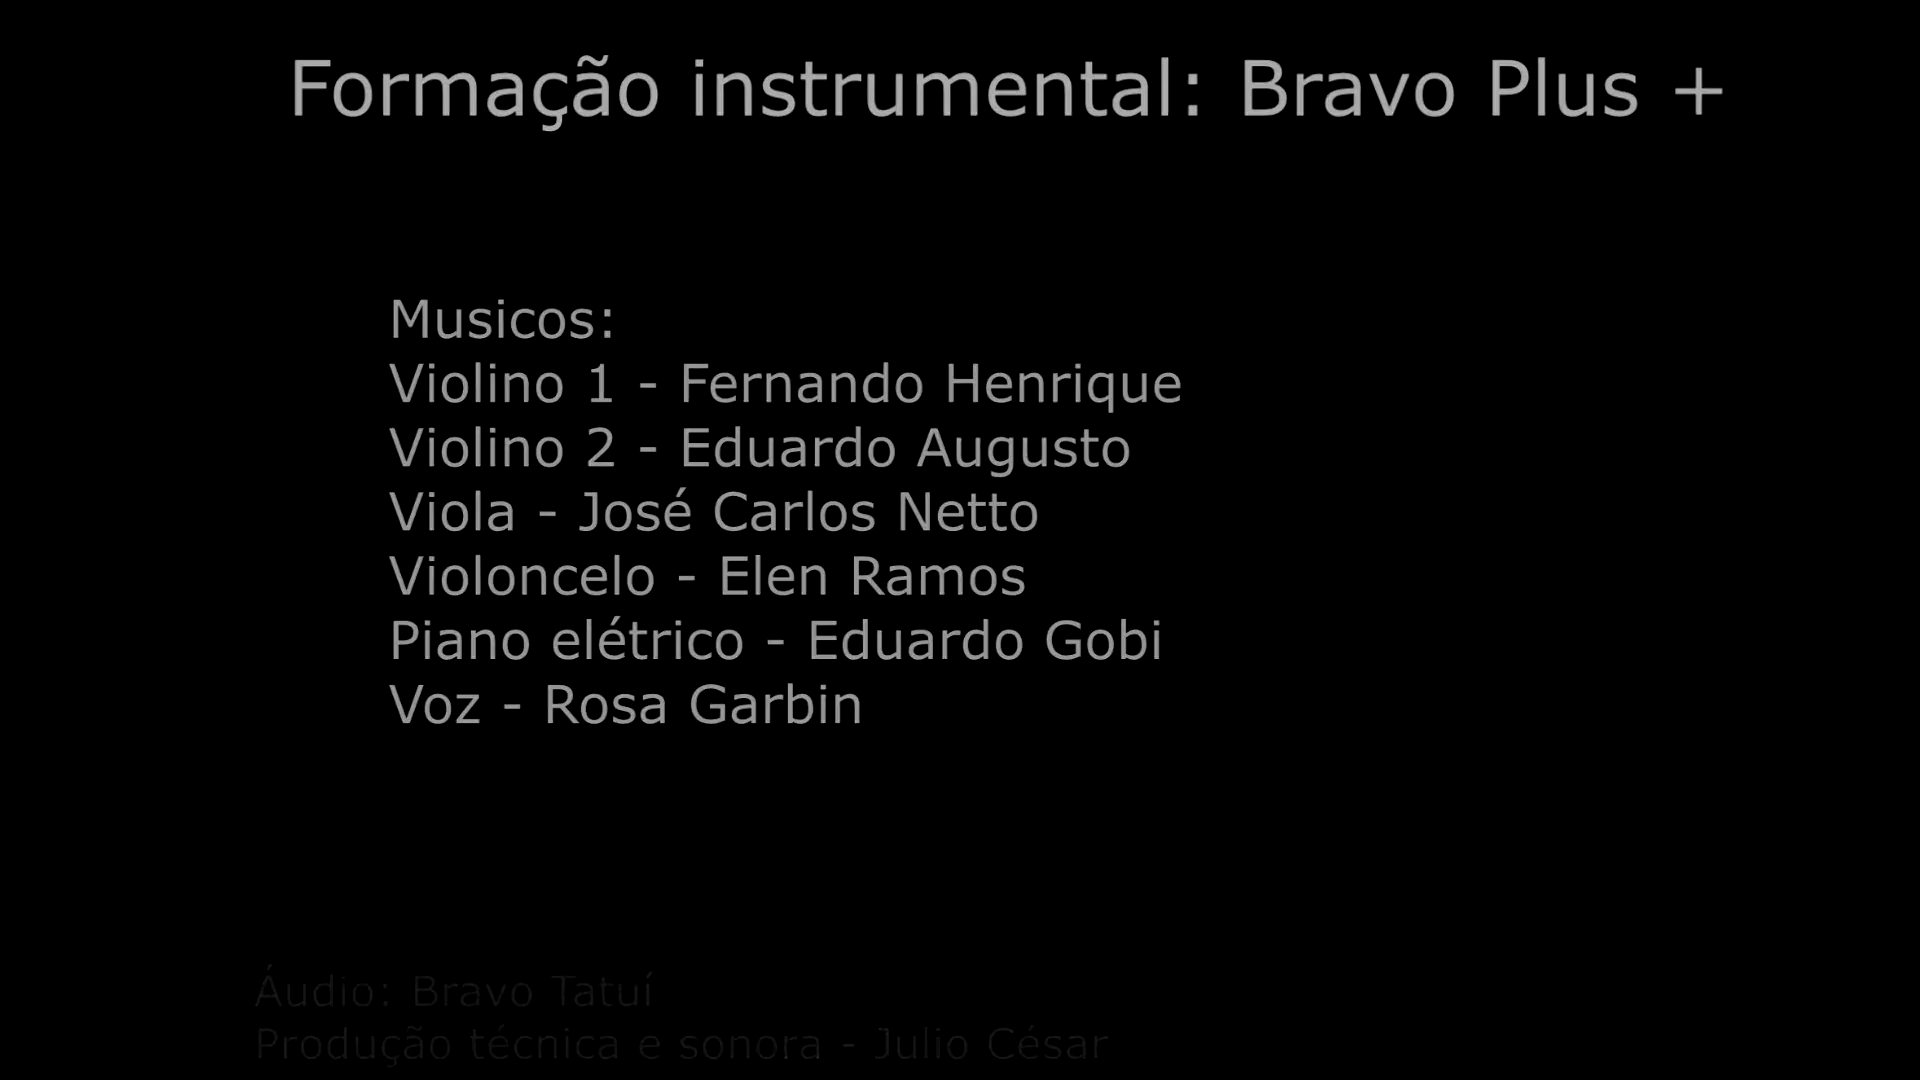 Formação instrumental: Bravo Plus +
Musicos:
Violino 1 - Fernando Henrique
Violino 2 - Eduardo Augusto
Viola - José Carlos Netto
Violoncelo - Elen Ramos
Piano elétrico - Eduardo Gobi
Voz - Rosa Garbin
Áudio: Bravo Tatuí
Produção técnica e sonora - Julio César